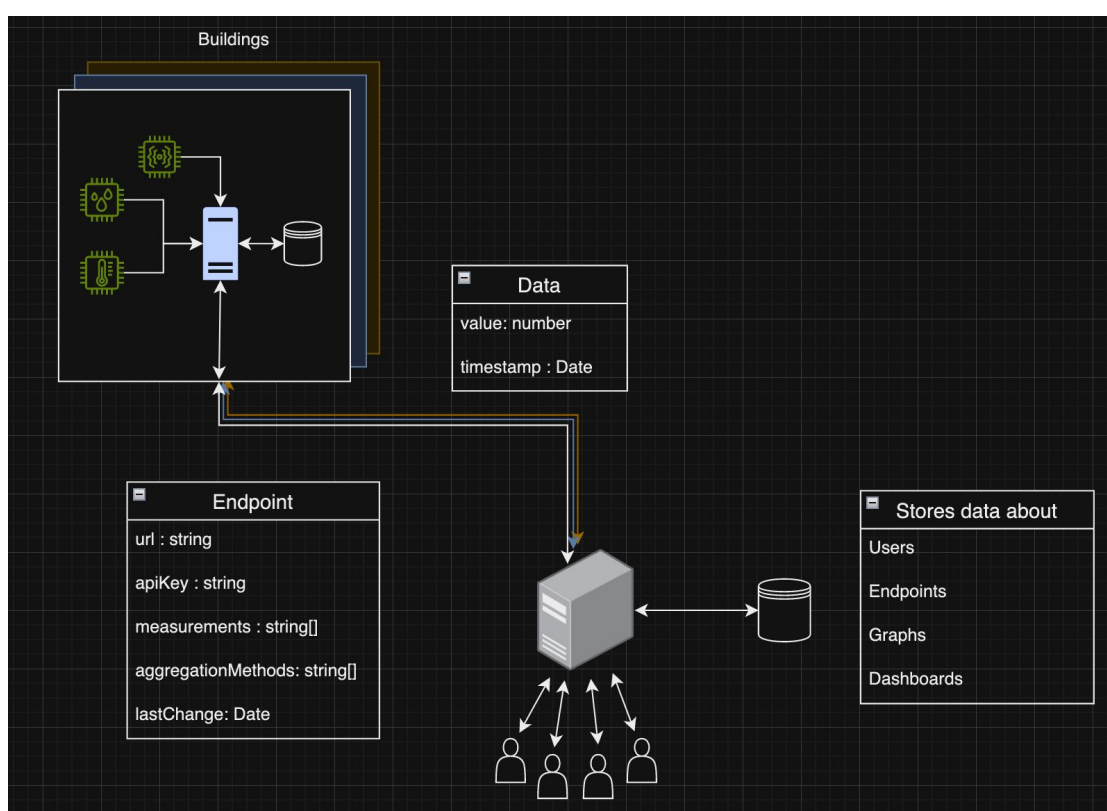 Buildings
Data
value: number
timestamp : Date
Endpoint
url : string
apiKey : string
measurements : string[]
aggregationMethods: string[]
lastChange: Date
Stores data about
Users
Endpoints
Graphs
Dashboards